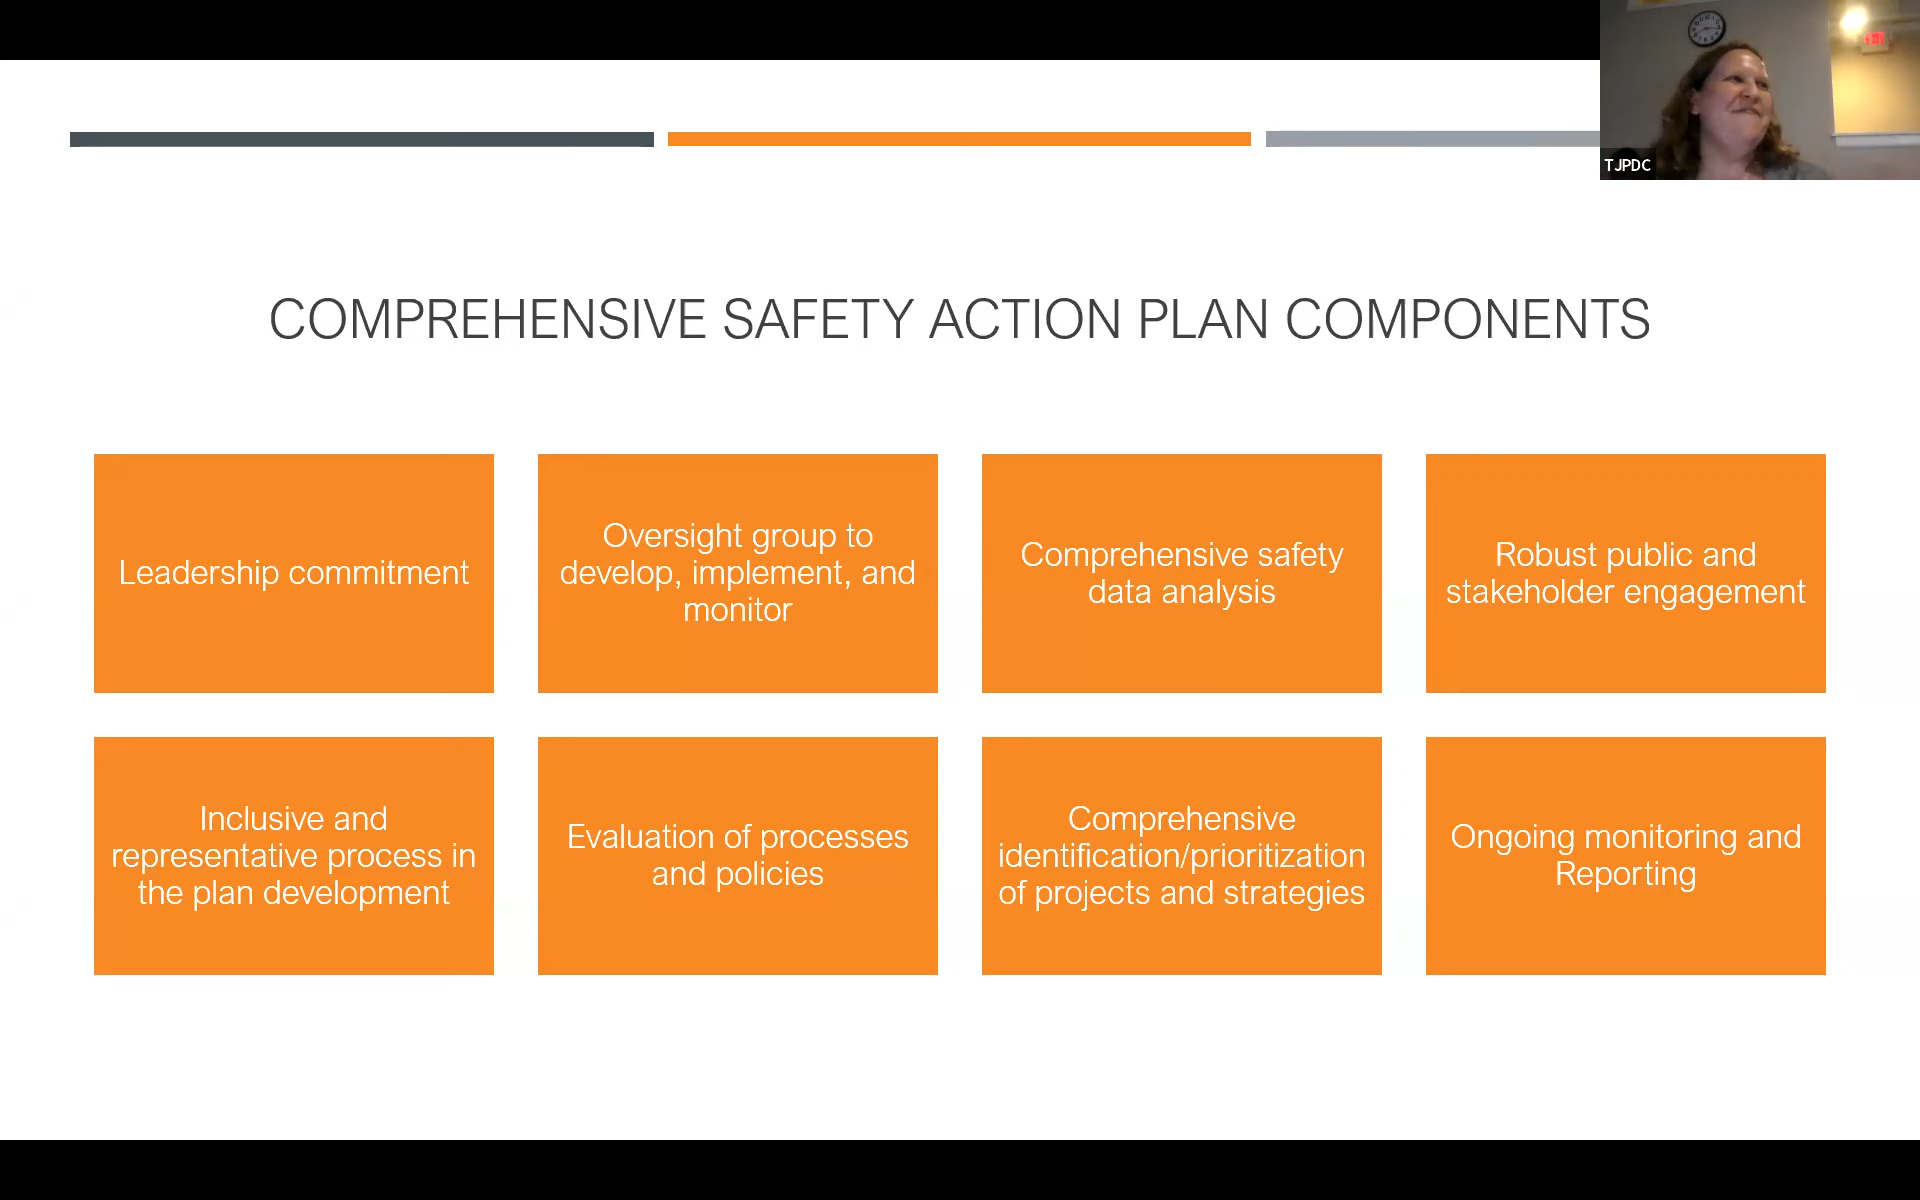 TJPDC
EXIT
COMPREHENSIVE SAFETY ACTION PLAN COMPONENTS
Leadership commitment
Oversight group to
develop, implement, and
monitor
Comprehensive safety
data analysis
Robust public and
stakeholder engagement
Inclusive and
representative process in
the plan development
Evaluation of processes
and policies
Comprehensive
identification/prioritization
of projects and strategies
Ongoing monitoring and
Reporting